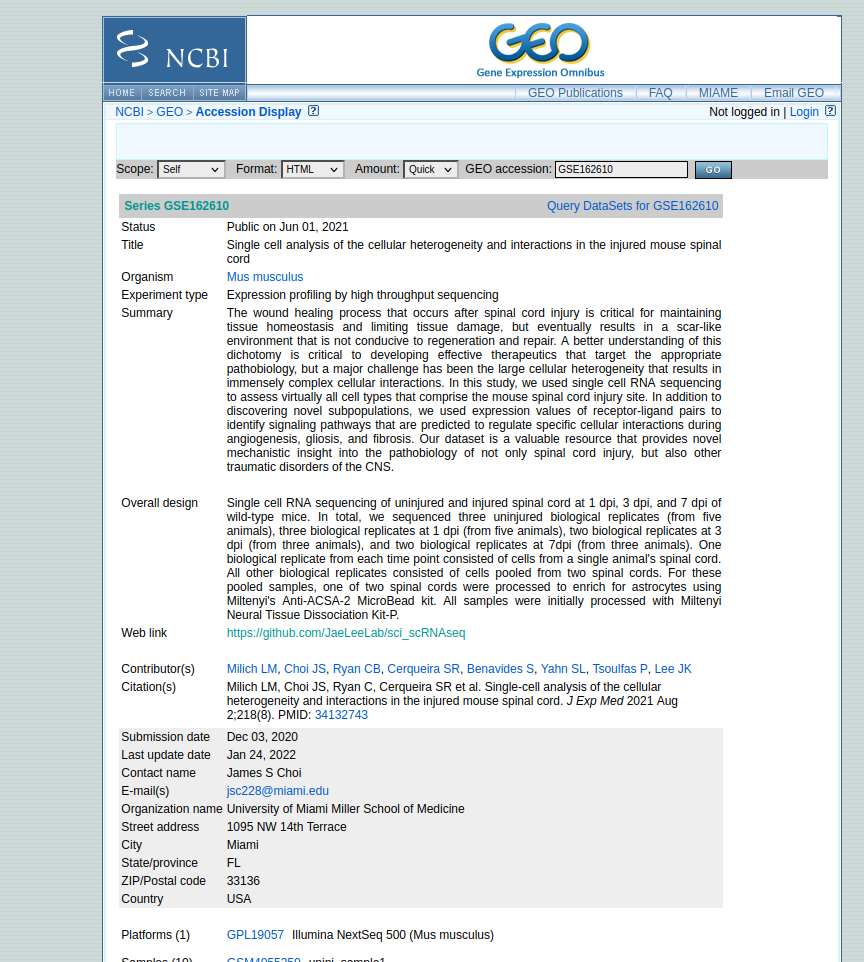 NCBI
GEO
Gene Expression Omnibus
HOME SEARCH SITE MAP GEO Publications FAQ MIAME Email GEO
NCBI > GEO > Accession Display ? Not logged in | Login ?
Scope: Self Format: HTML Amount: Quick GEO accession: GSE162610 GO
Series GSE162610 Query DataSets for GSE162610
Status Public on Jun 01, 2021
Title Single cell analysis of the cellular heterogeneity and interactions in the injured mouse spinal
cord
Organism Mus musculus
Experiment type Expression profiling by high throughput sequencing
Summary The wound healing process that occurs after spinal cord injury is critical for maintaining
tissue homeostasis and limiting tissue damage, but eventually results in a scar-like
environment that is not conducive to regeneration and repair. A better understanding of this
dichotomy is critical to developing effective therapeutics that target the appropriate
pathobiology, but a major challenge has been the large cellular heterogeneity that results in
immensely complex cellular interactions. In this study, we used single cell RNA sequencing
to assess virtually all cell types that comprise the mouse spinal cord injury site. In addition to
discovering novel subpopulations, we used expression values of receptor-ligand pairs to
identify signaling pathways that are predicted to regulate specific cellular interactions during
angiogenesis, gliosis, and fibrosis. Our dataset is a valuable resource that provides novel
mechanistic insight into the pathobiology of not only spinal cord injury, but also other
traumatic disorders of the CNS.
Overall design Single cell RNA sequencing of uninjured and injured spinal cord at 1 dpi, 3 dpi, and 7 dpi of
wild-type mice. In total, we sequenced three uninjured biological replicates (from five
animals), three biological replicates at 1 dpi (from five animals), two biological replicates at 3
dpi (from three animals), and two biological replicates at 7dpi (from three animals). One
biological replicate from each time point consisted of cells from a single animal's spinal cord.
All other biological replicates consisted of cells pooled from two spinal cords. For these
pooled samples, one of two spinal cords were processed to enrich for astrocytes using
Miltenyi's Anti-ACSA-2 MicroBead kit. All samples were initially processed with Miltenyi
Neural Tissue Dissociation Kit-P.
Web link https://github.com/JaeLeeLab/sci_scRNAseq
Contributor(s) Milich LM, Choi JS, Ryan CB, Cerqueira SR, Benavides S, Yahn SL, Tsoulfas P, Lee JK
Citation(s) Milich LM, Choi JS, Ryan C, Cerqueira SR et al. Single-cell analysis of the cellular
heterogeneity and interactions in the injured mouse spinal cord. J Exp Med 2021 Aug
2;218(8). PMID: 34132743
Submission date Dec 03, 2020
Last update date Jan 24, 2022
Contact name James S Choi
E-mail(s) jsc228@miami.edu
Organization name University of Miami Miller School of Medicine
Street address 1095 NW 14th Terrace
City Miami
State/province FL
ZIP/Postal code 33136
Country USA
Platforms (1) GPL19057 Illumina NextSeq 500 (Mus musculus)
Samples (10) GSM4955359 uninj_sample1